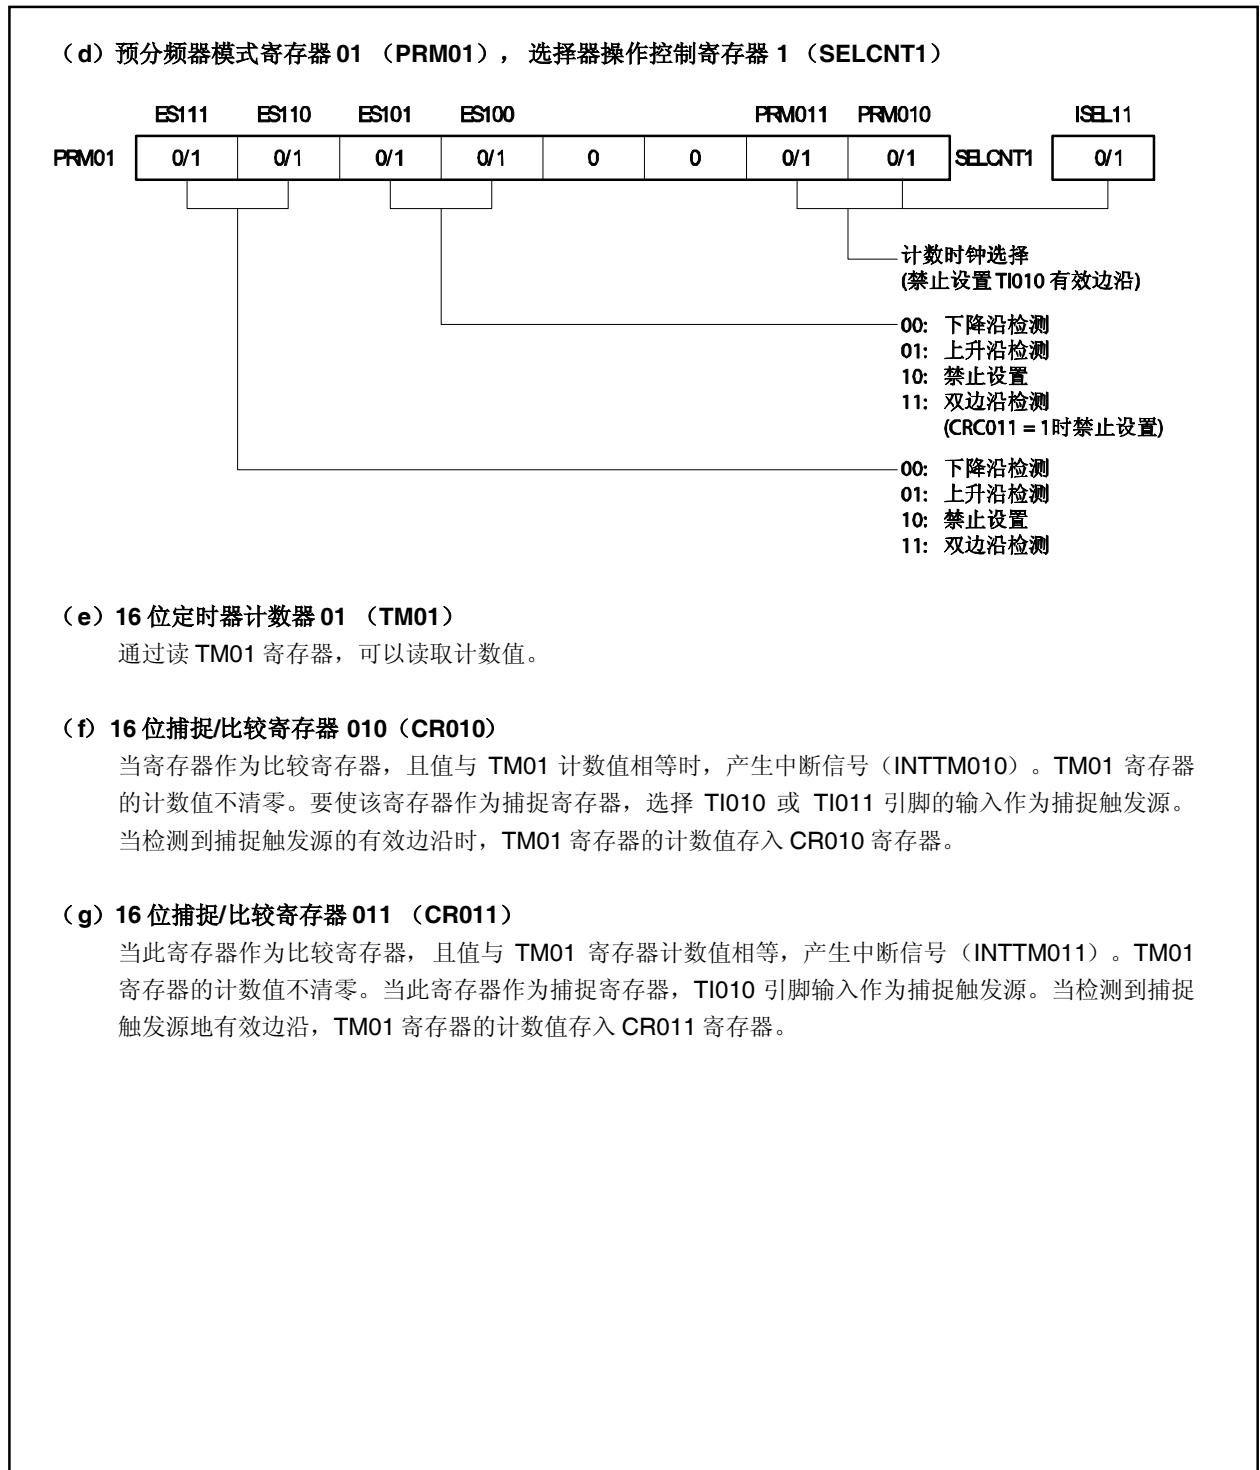 （d）预分频器模式寄存器 01 （PRM01）， 选择器操作控制寄存器 1 （SELCNT1）
ES111 ES110 ES101 ES100 PRM011 PRM010 ISEL11
PRM01 0/1 0/1 0/1 0/1 0 0 0/1 0/1 SELCNT1 0/1
计数时钟选择
(禁止设置 TI010 有效边沿)
00: 下降沿检测
01: 上升沿检测
10: 禁止设置
11: 双边沿检测
(CRC011 = 1时禁止设置)
00: 下降沿检测
01: 上升沿检测
10: 禁止设置
11: 双边沿检测
（e）16 位定时器计数器 01 （TM01）
通过读 TM01 寄存器，可以读取计数值。
（f）16 位捕捉/比较寄存器 010（CR010）
当寄存器作为比较寄存器，且值与 TM01 计数值相等时，产生中断信号（INTTM010）。TM01 寄存器
的计数值不清零。要使该寄存器作为捕捉寄存器，选择 TI010 或 TI011 引脚的输入作为捕捉触发源。
当检测到捕捉触发源的有效边沿时，TM01 寄存器的计数值存入 CR010 寄存器。
（g）16 位捕捉/比较寄存器 011 （CR011）
当此寄存器作为比较寄存器，且值与 TM01 寄存器计数值相等，产生中断信号（INTTM011）。TM01
寄存器的计数值不清零。当此寄存器作为捕捉寄存器，TI010 引脚输入作为捕捉触发源。当检测到捕捉
触发源地有效边沿，TM01 寄存器的计数值存入 CR011 寄存器。